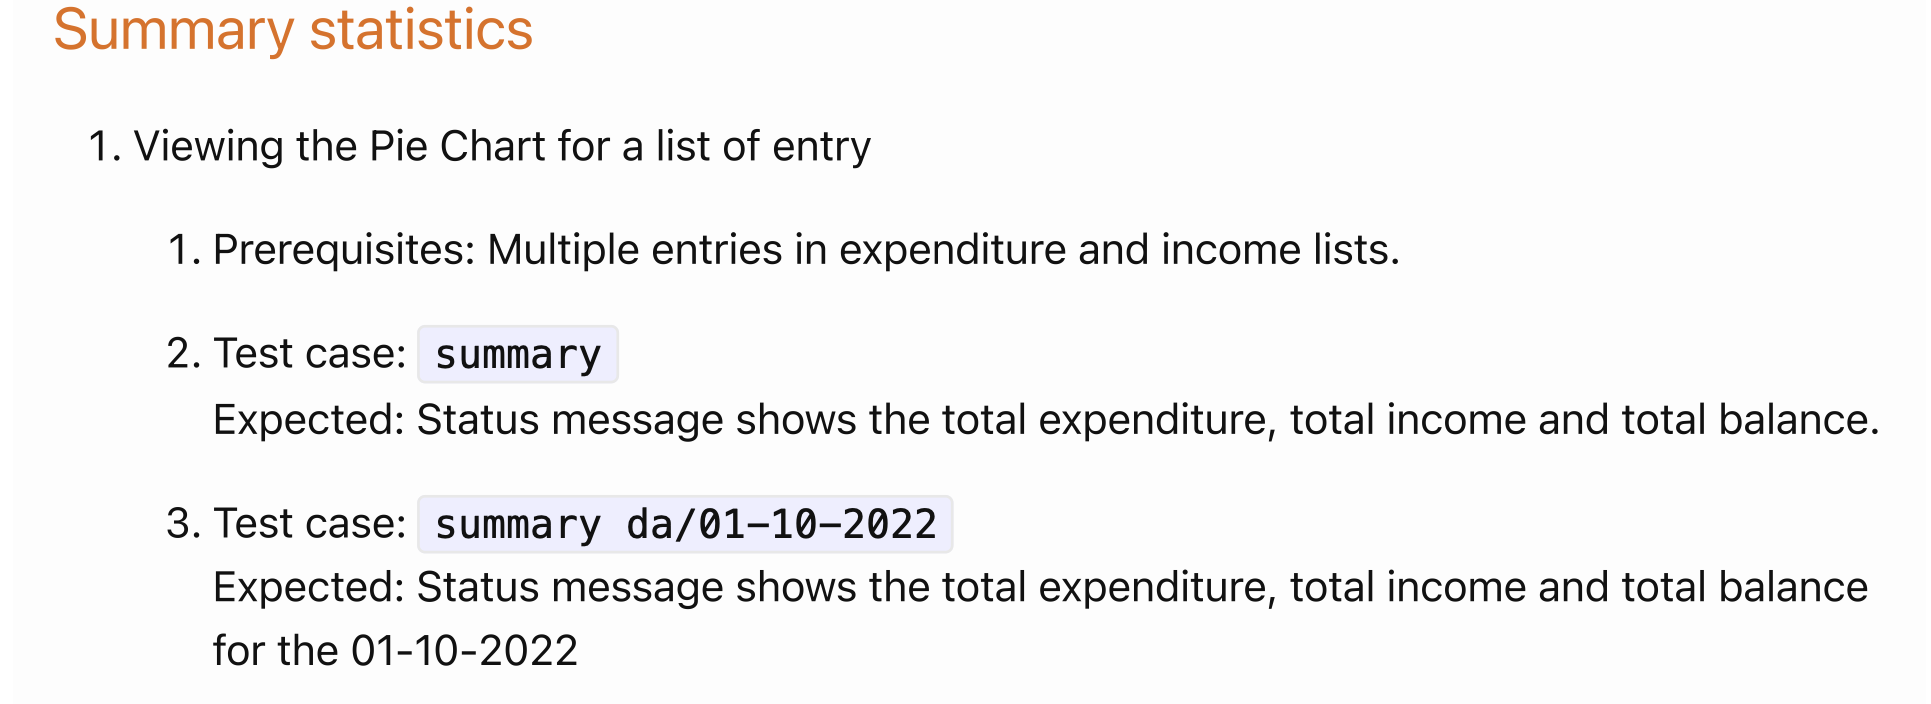 Summary statistics
1. Viewing the Pie Chart for a list of entry
1. Prerequisites: Multiple entries in expenditure and income lists.
2. Test case: summary
Expected: Status message shows the total expenditure, total income and total balance.
3. Test case: summary da/01-10-2022
Expected: Status message shows the total expenditure, total income and total balance
for the 01-10-2022